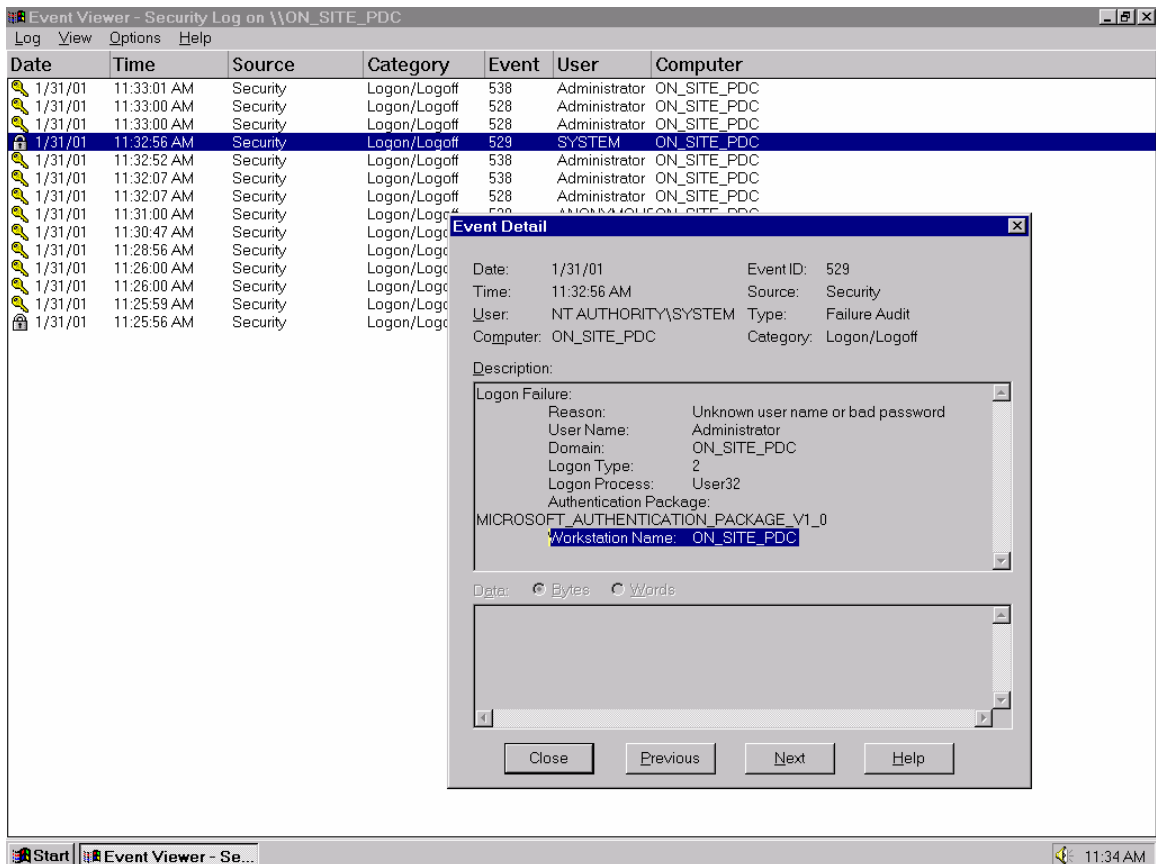 Event Viewer - Security Log on \\ON_SITE_PDC
Log View Options Help
Date Time Source Category Event User Computer
1/31/01 11:33:01 AM Security Logon/Logoff 538 Administrator ON_SITE_PDC
1/31/01 11:33:00 AM Security Logon/Logoff 528 Administrator ON_SITE_PDC
1/31/01 11:33:00 AM Security Logon/Logoff 528 Administrator ON_SITE_PDC
1/31/01 11:32:56 AM Security Logon/Logoff 529 SYSTEM ON_SITE_PDC
1/31/01 11:32:52 AM Security Logon/Logoff 538 Administrator ON_SITE_PDC
1/31/01 11:32:07 AM Security Logon/Logoff 538 Administrator ON_SITE_PDC
1/31/01 11:32:07 AM Security Logon/Logoff 528 Administrator ON_SITE_PDC
1/31/01 11:31:00 AM Security
1/31/01 11:30:47 AM Security Logon/Logo
1/31/01 11:28:56 AM Security Logon/Logo
1/31/01 11:26:00 AM Security Logon/Logo
1/31/01 11:26:00 AM Security Logon/Logo
1/31/01 11:25:59 AM Security Logon/Logo
1/31/01 11:25:56 AM Security Logon/Logo
Event Detail
Date: 1/31/01 Event ID: 529
Time: 11:32:56 AM Source: Security
User: NT AUTHORITY\SYSTEM Type: Failure Audit
Computer: ON_SITE_PDC Category: Logon/Logoff
Description:
Logon Failure:
Reason: Unknown user name or bad password
User Name: Administrator
Domain: ON_SITE_PDC
Logon Type: 2
Logon Process: User32
Authentication Package:
MICROSOFT_AUTHENTICATION_PACKAGE_V1_0
Workstation Name: ON_SITE_PDC
Data: Bytes Words
Close Previous Next Help
Start Event Viewer - Se... 11:34 AM